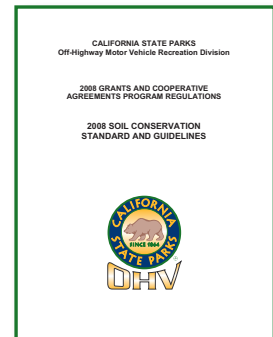 CALIFORNIA STATE PARKS
Off-Highway Motor Vehicle Recreation Division
2008 GRANTS AND COOPERATIVE
AGREEMENTS PROGRAM REGULATIONS
2008 SOIL CONSERVATION
STANDARD AND GUIDELINES
CALIFORNIA
SINCE 1864
STATE PARKS
®
OHV